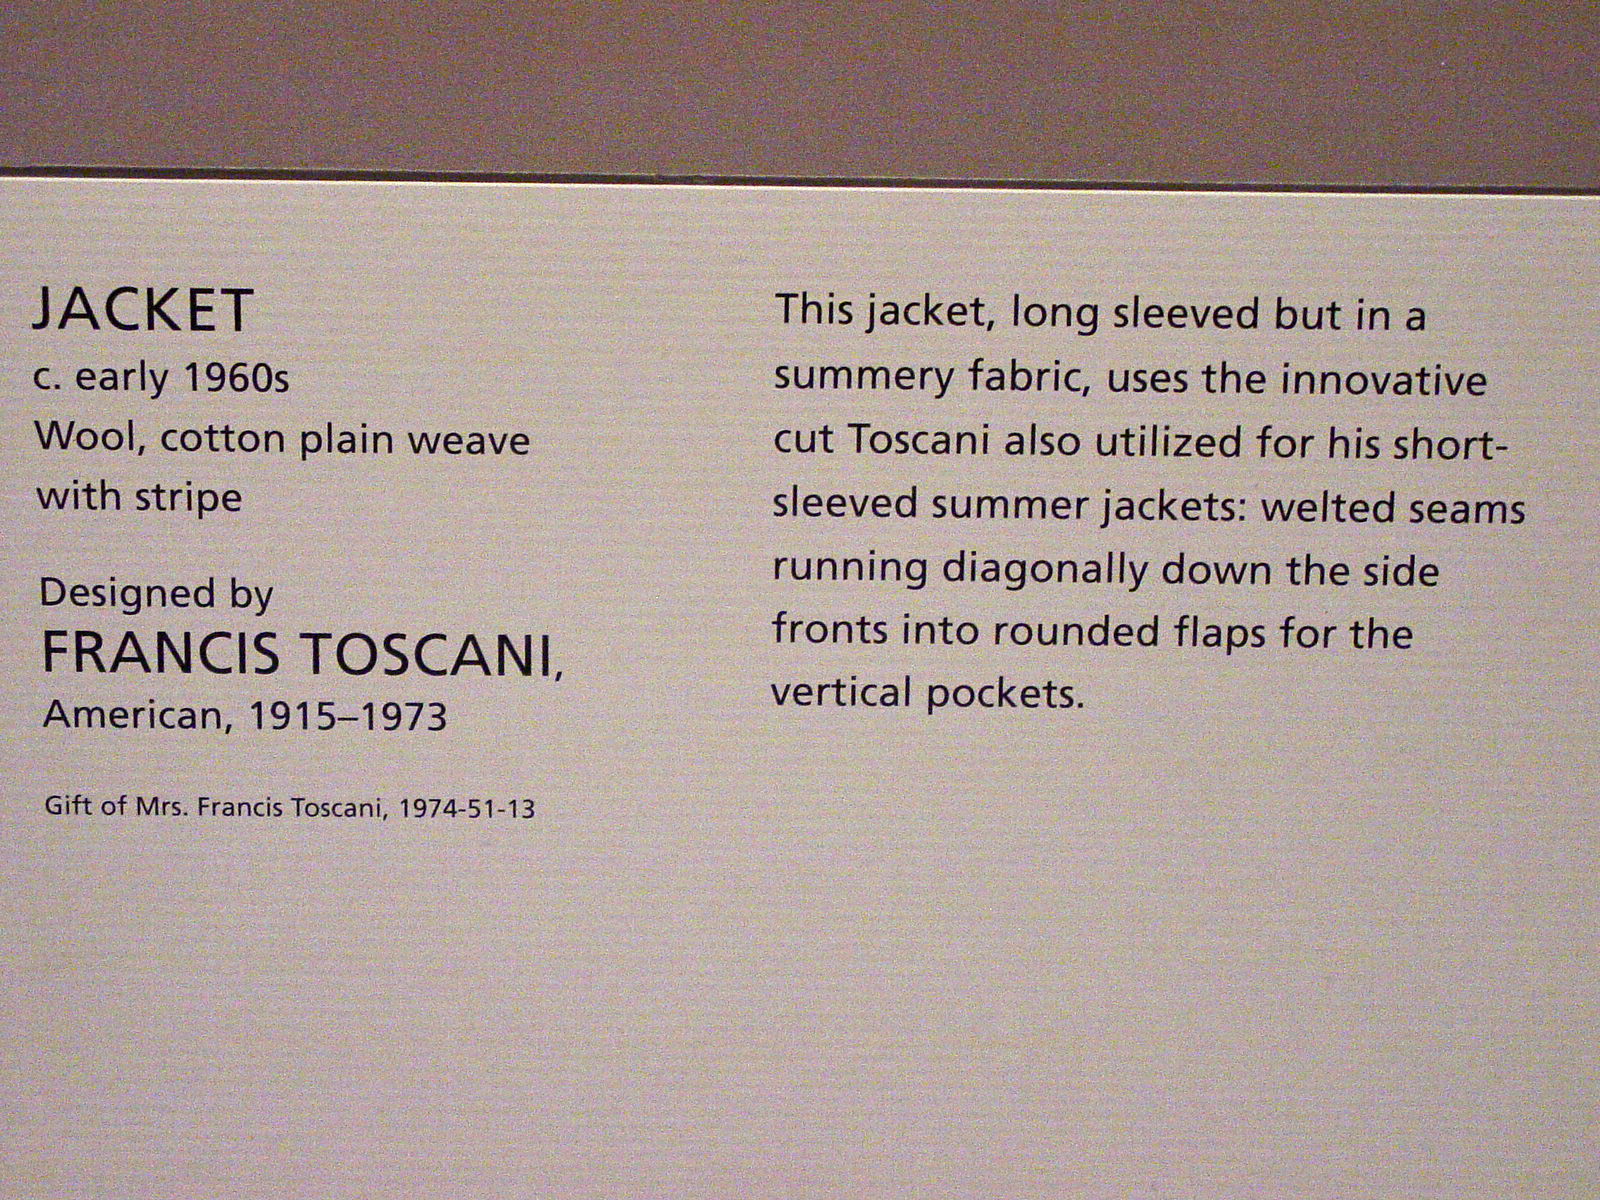 JACKET
c. early 1960s
Wool, cotton plain weave
with stripe
Designed by
FRANCIS TOSCANI,
American, 1915–1973
Gift of Mrs. Francis Toscani, 1974-51-13
This jacket, long sleeved but in a
summery fabric, uses the innovative
cut Toscani also utilized for his short-
sleeved summer jackets: welted seams
running diagonally down the side
fronts into rounded flaps for the
vertical pockets.